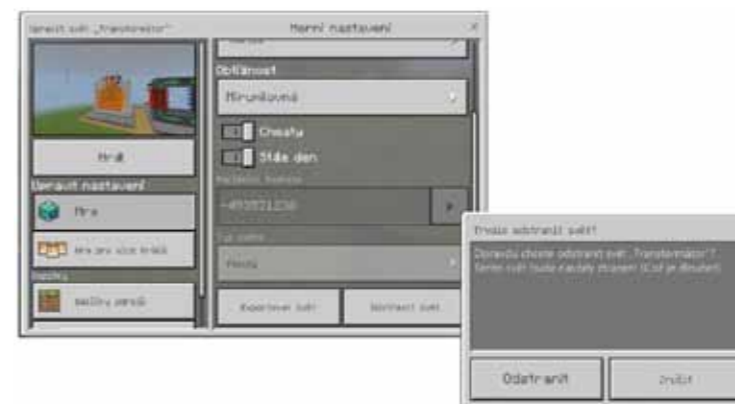 Upravit svět „Transformátor"
Herní nastavení
Obtížnost
Mírumilovná
Cheaty
Stále den
Hrát
Upravit nastavení
Hra
Hra pro více hráčů
Balíčky
Exportovat svět
Odstranit svět
Trvale odstranit svět?
Opravdu chcete odstranit svět „Transformátor"?
Tento svět bude navždy ztracen! (Což je dlouho!)
Odstranit
Zrušit